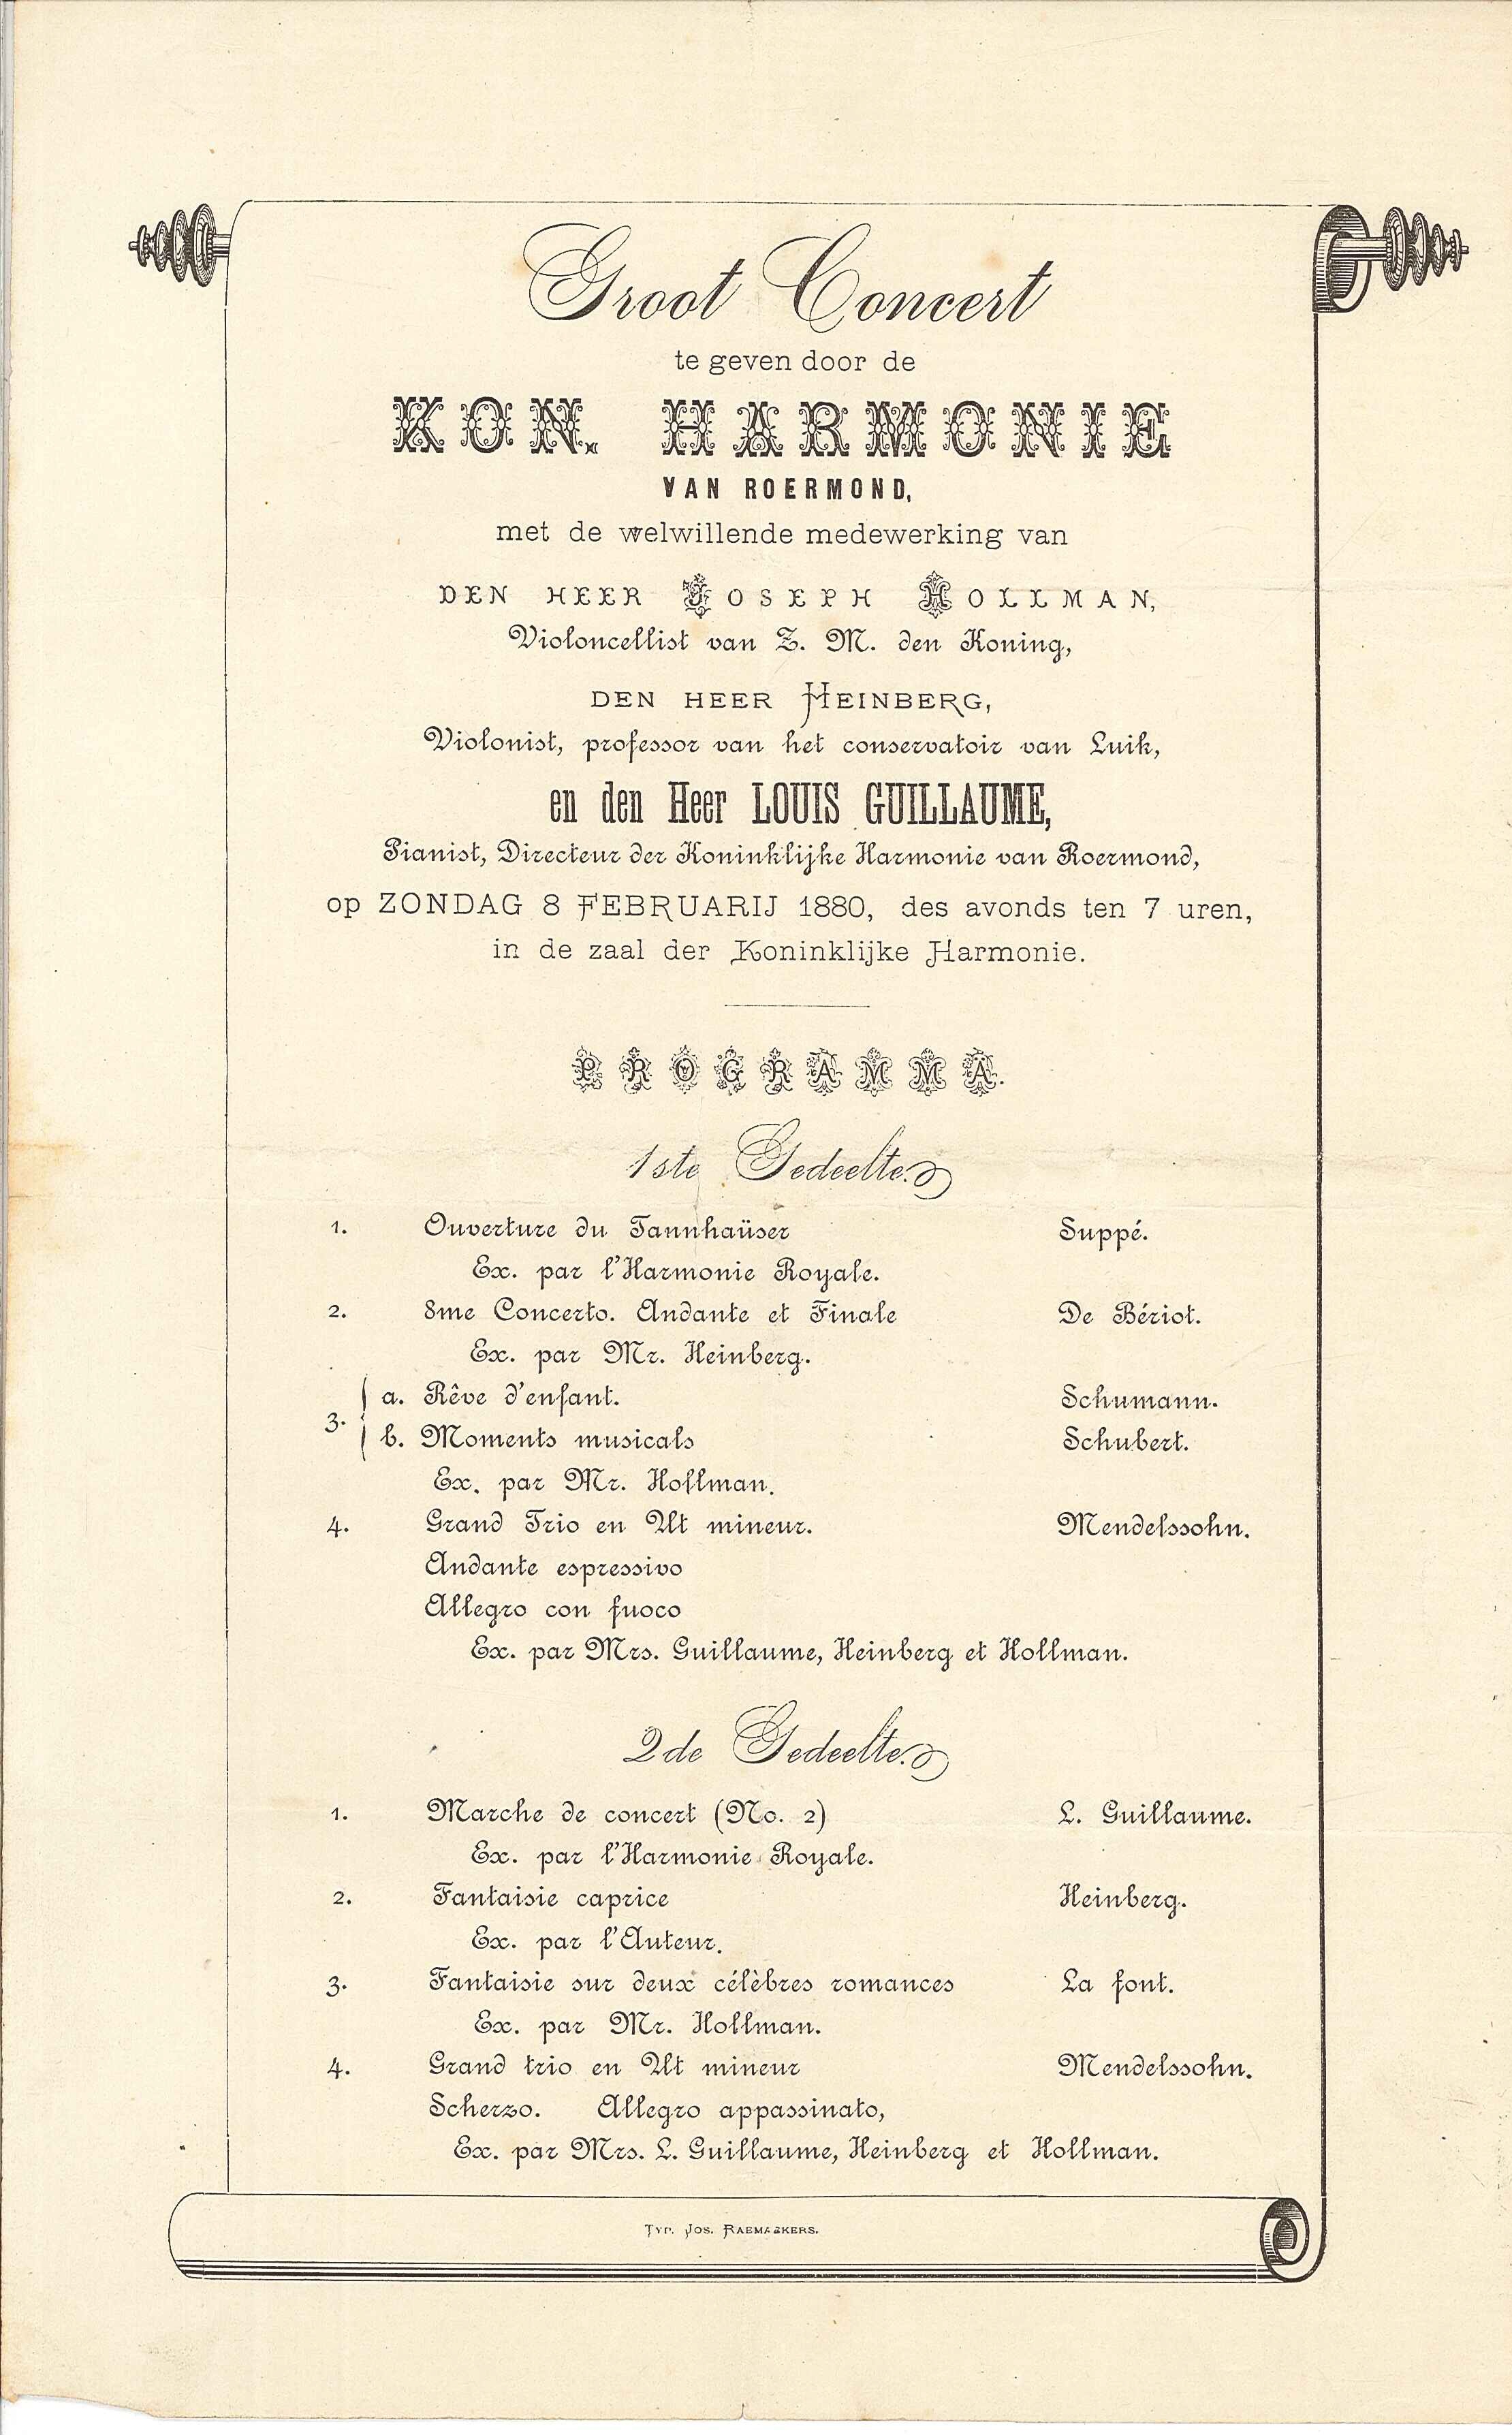 Groot Concert
te geven door de
KON. HARMONIE
VAN ROERMOND,
met de welwillende medewerking van
DEN HEER JOSEPH HOLLMAN,
Violoncellist van Z. M. den Koning,
DEN HEER HEINBERG,
Violonist, professor van het conservatoir van Luik,
en den Heer LOUIS GUILLAUME,
Pianist, Directeur der Koninklijke Harmonie van Roermond,
op ZONDAG 8 FEBRUARIJ 1880, des avonds ten 7 uren,
in de zaal der Koninklijke Harmonie.
PROGRAMMA.
1ste Gedeelte.
1. Ouverture du Tannhaüser Suppé.
Ex. par l'Harmonie Royale.
2. 8me Concerto. Andante et Finale De Bériot.
Ex. par Mr. Heinberg.
3. a. Rêve d'enfant. Schumann.
b. Moments musicals Schubert.
Ex. par Mr. Hollman.
4. Grand Trio en Ut mineur. Mendelssohn.
Andante espressivo
Allegro con fuoco
Ex. par Mrs. Guillaume, Heinberg et Hollman.
2de Gedeelte.
1. Marche de concert (No. 2) L. Guillaume.
Ex. par l'Harmonie Royale.
2. Fantaisie caprice Heinberg.
Ex. par l'Auteur.
3. Fantaisie sur deux célèbres romances La font.
Ex. par Mr. Hollman.
4. Grand trio en Ut mineur Mendelssohn.
Scherzo. Allegro appassinato,
Ex. par Mrs. L. Guillaume, Heinberg et Hollman.
TYP. JOS. RAEMAEKERS.